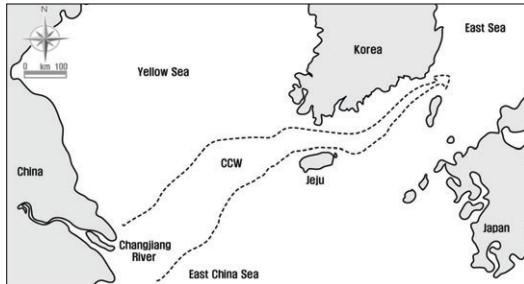 East Sea
Korea
0 km 100
Yellow Sea
CCW
China
Jeju
Japan
Changjiang
River
East China Sea